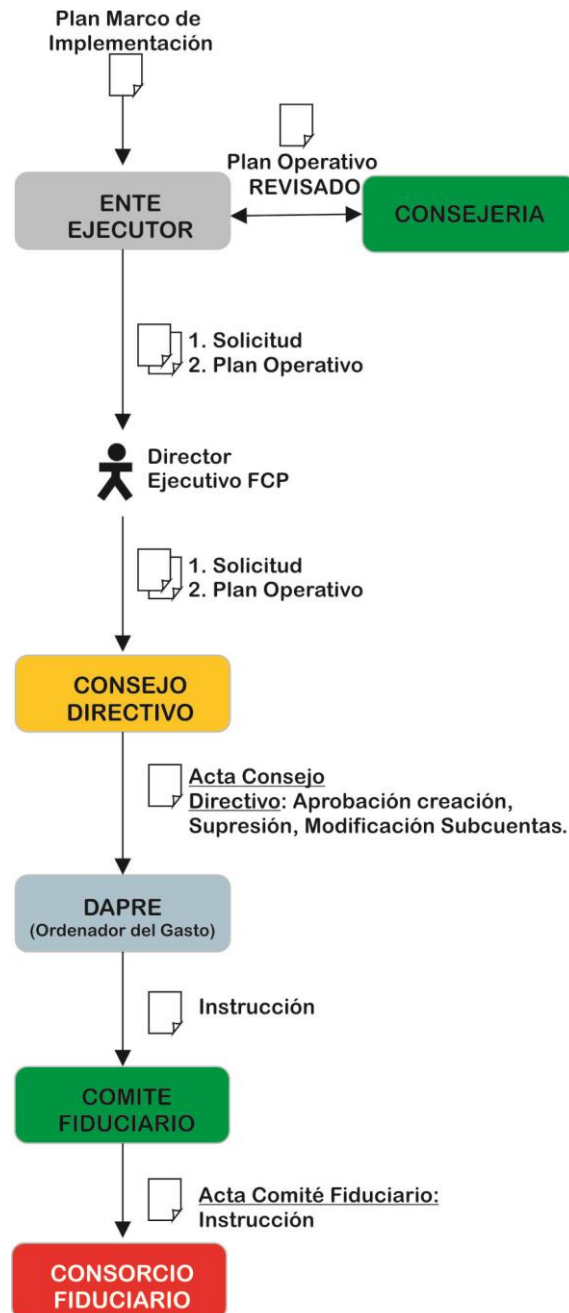 Plan Marco de
Implementación
Plan Operativo
REVISADO
ENTE
EJECUTOR
CONSEJERIA
1. Solicitud
2. Plan Operativo
Director
Ejecutivo FCP
1. Solicitud
2. Plan Operativo
CONSEJO
DIRECTIVO
Acta Consejo
Directivo: Aprobación creación,
Supresión, Modificación Subcuentas.
DAPRE
(Ordenador del Gasto)
Instrucción
COMITE
FIDUCIARIO
Acta Comité Fiduciario:
Instrucción
CONSORCIO
FIDUCIARIO